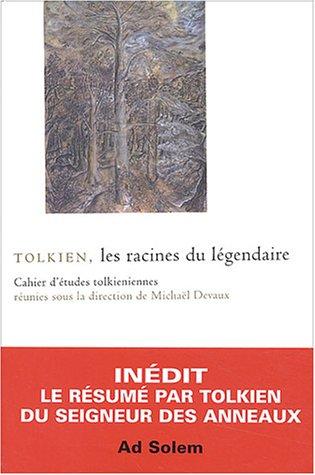 TOLKIEN, les racines du légendaire
Cahier d'études tolkieniennes
réunies sous la direction de Michaël Devaux
INÉDIT
LE RÉSUMÉ PAR TOLKIEN
DU SEIGNEUR DES ANNEAUX
Ad Solem